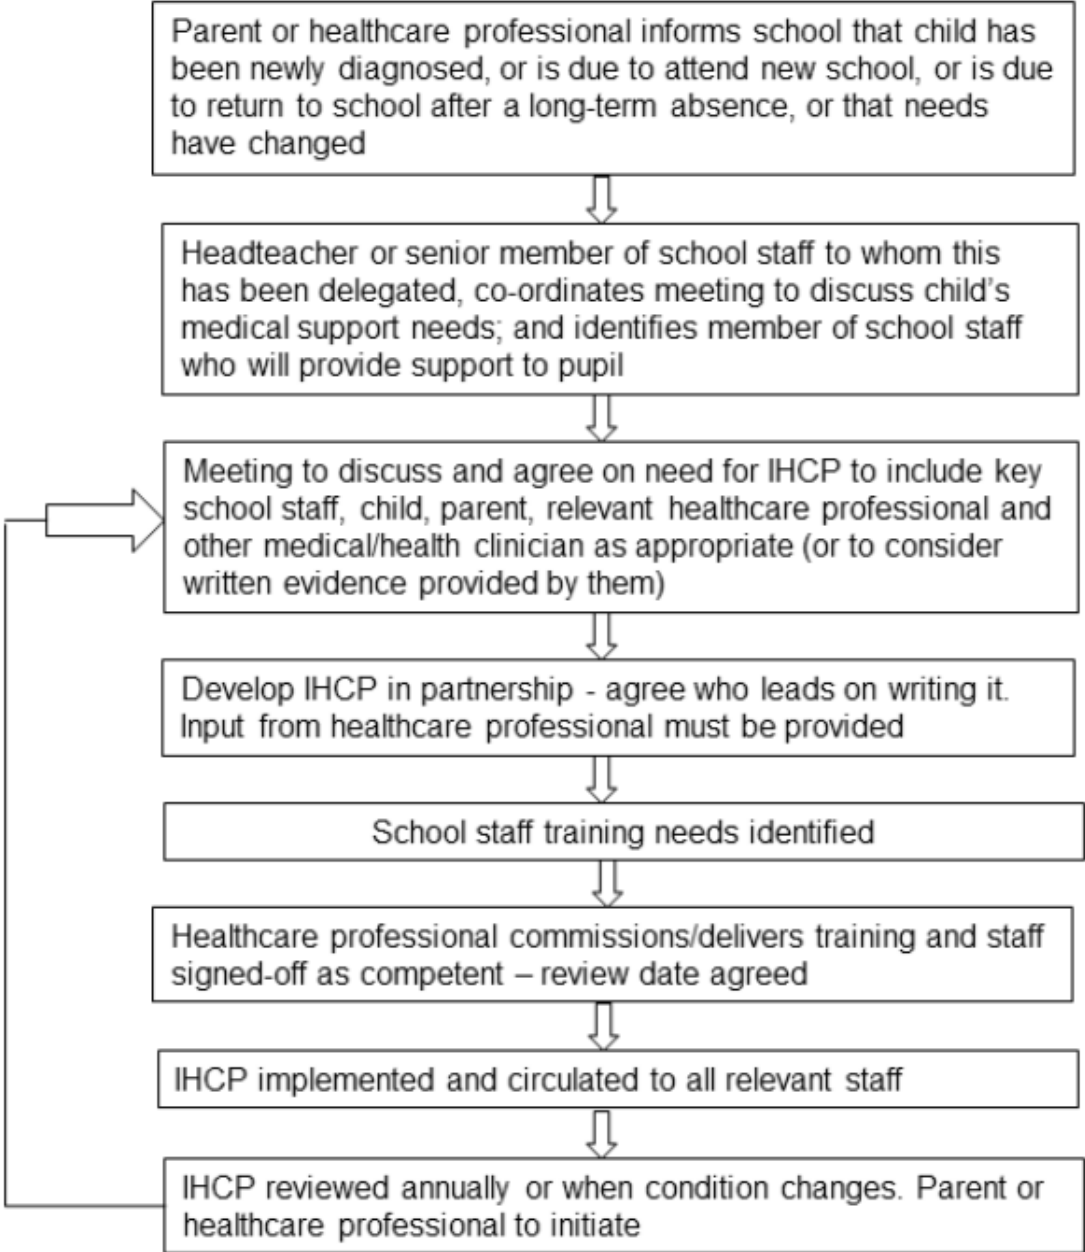 Parent or healthcare professional informs school that child has
been newly diagnosed, or is due to attend new school, or is due
to return to school after a long-term absence, or that needs
have changed
Headteacher or senior member of school staff to whom this
has been delegated, co-ordinates meeting to discuss child's
medical support needs; and identifies member of school staff
who will provide support to pupil
Meeting to discuss and agree on need for IHCP to include key
school staff, child, parent, relevant healthcare professional and
other medical/health clinician as appropriate (or to consider
written evidence provided by them)
Develop IHCP in partnership - agree who leads on writing it.
Input from healthcare professional must be provided
School staff training needs identified
Healthcare professional commissions/delivers training and staff
signed-off as competent – review date agreed
IHCP implemented and circulated to all relevant staff
IHCP reviewed annually or when condition changes. Parent or
healthcare professional to initiate